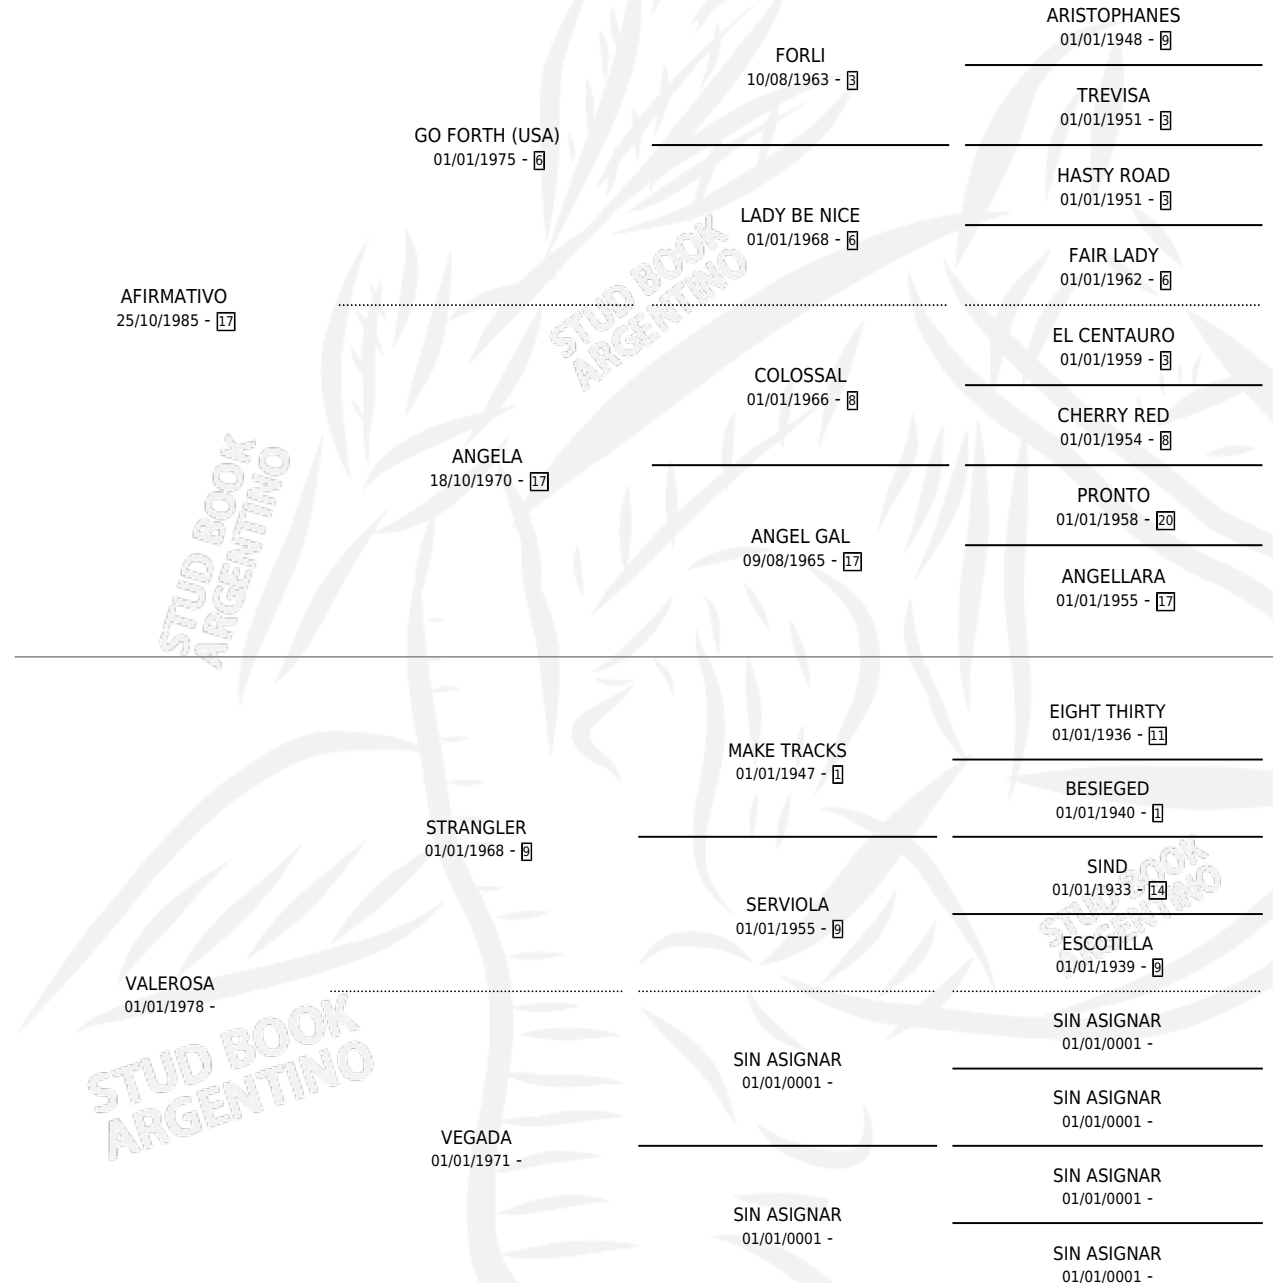 ARISTOPHANES
01/01/1948 - 9
FORLI
10/08/1963 - 3
TREVISA
01/01/1951 - 3
GO FORTH (USA)
01/01/1975 - 6
HASTY ROAD
01/01/1951 - 3
LADY BE NICE
01/01/1968 - 6
FAIR LADY
01/01/1962 - 6
AFIRMATIVO
25/10/1985 - 17
EL CENTAURO
01/01/1959 - 3
COLOSSAL
01/01/1966 - 8
CHERRY RED
01/01/1954 - 8
ANGELA
18/10/1970 - 17
PRONTO
01/01/1958 - 20
ANGEL GAL
09/08/1965 - 17
ANGELLARA
01/01/1955 - 17
EIGHT THIRTY
01/01/1936 - 11
MAKE TRACKS
01/01/1947 - 1
BESIEGED
01/01/1940 - 1
STRANGLER
01/01/1968 - 9
SIND
01/01/1933 - 14
SERVIOLA
01/01/1955 - 9
ESCOTILLA
01/01/1939 - 9
VALEROSA
01/01/1978 -
SIN ASIGNAR
01/01/0001 -
SIN ASIGNAR
01/01/0001 -
SIN ASIGNAR
01/01/0001 -
VEGADA
01/01/1971 -
SIN ASIGNAR
01/01/0001 -
SIN ASIGNAR
01/01/0001 -
SIN ASIGNAR
01/01/0001 -
STUD BOOK
ARGENTINO
STUD BOOK
ARGENTINO
STUD BOOK
ARGENTINO
STUD BOOK
ARGENTINO